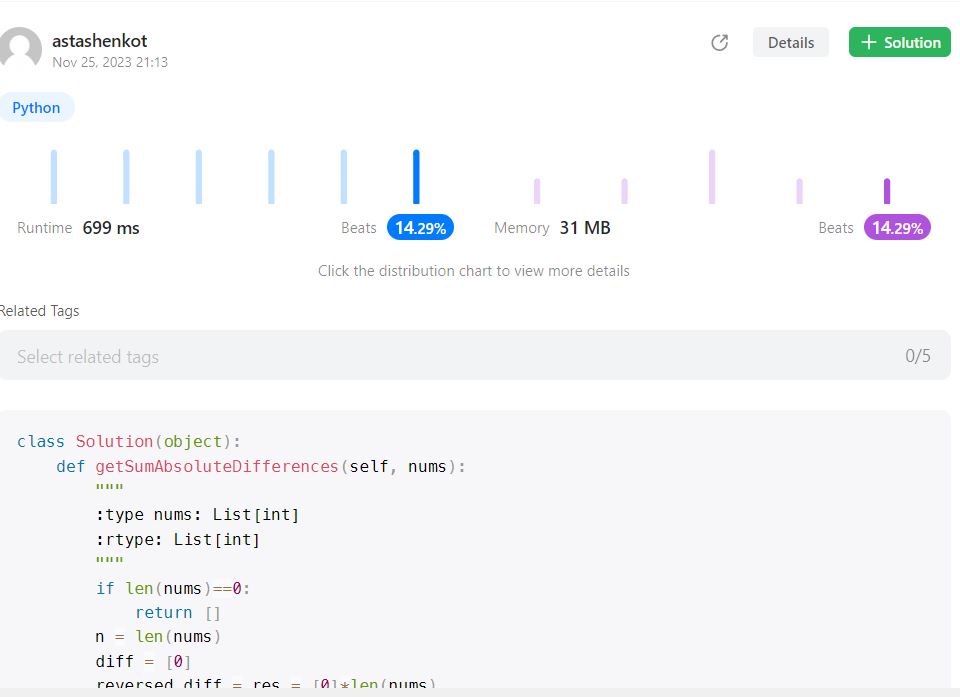 astashenkot
Nov 25, 2023 21:13
Details
+ Solution
Python
Runtime 699 ms Beats 14.29% Memory 31 MB Beats 14.29%
Click the distribution chart to view more details
Related Tags
Select related tags 0/5
class Solution(object):
    def getSumAbsoluteDifferences(self, nums):
        """
        :type nums: List[int]
        :rtype: List[int]
        """
        if len(nums)==0:
            return []
        n = len(nums)
        diff = [0]
        reversed_diff = res = [0]*len(nums)